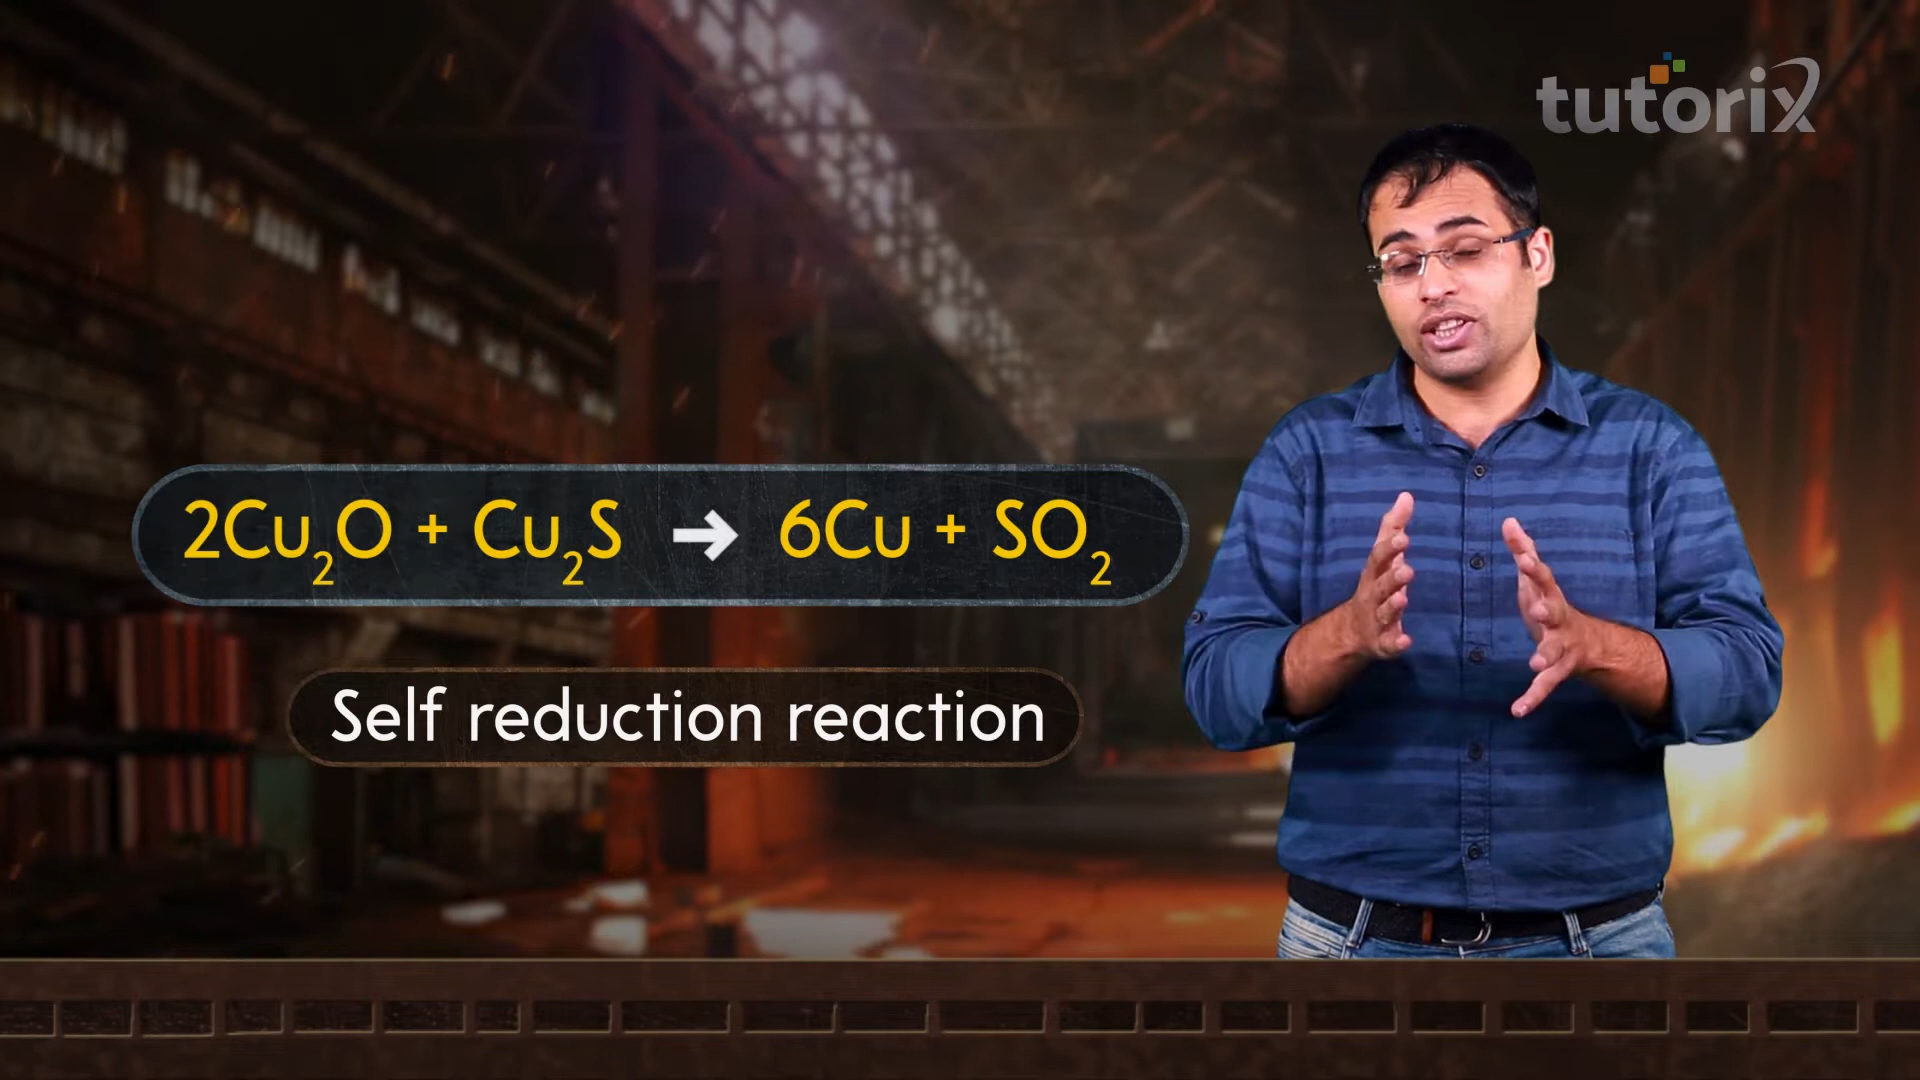 tutorix
2Cu₂O + Cu₂S → 6Cu + SO₂
Self reduction reaction